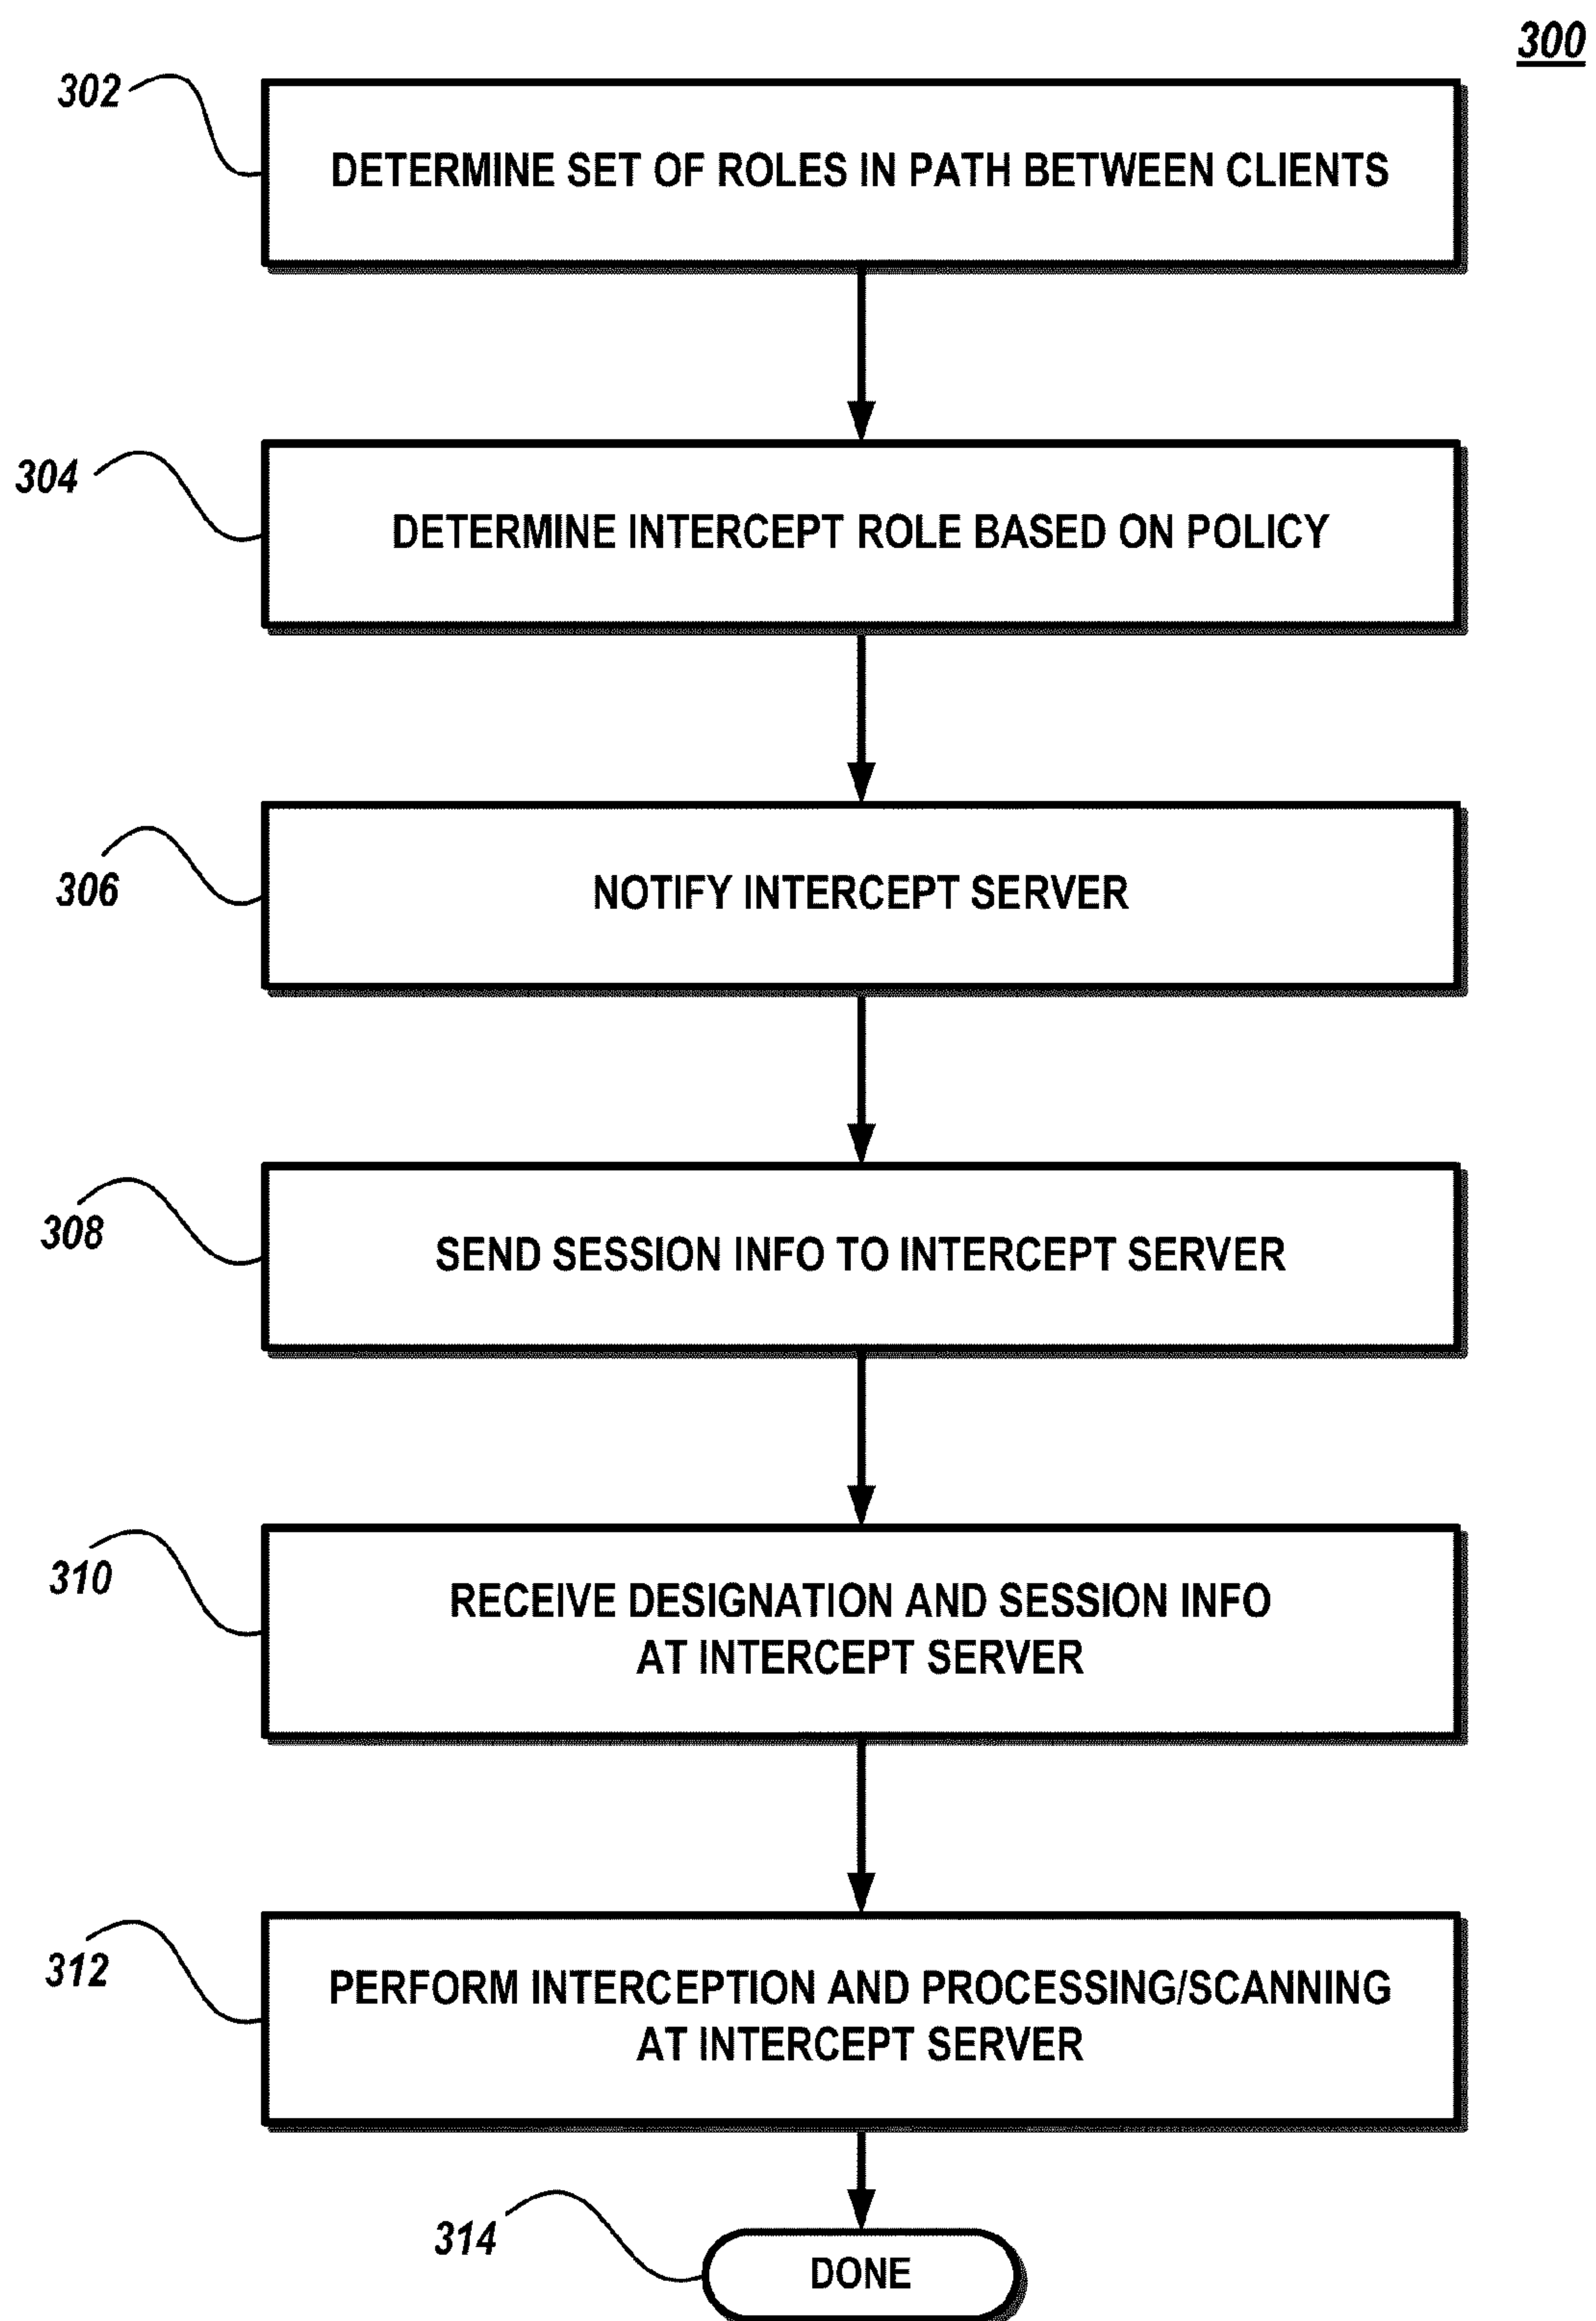 300
302
DETERMINE SET OF ROLES IN PATH BETWEEN CLIENTS
304
DETERMINE INTERCEPT ROLE BASED ON POLICY
306
NOTIFY INTERCEPT SERVER
308
SEND SESSION INFO TO INTERCEPT SERVER
310
RECEIVE DESIGNATION AND SESSION INFO
AT INTERCEPT SERVER
312
PERFORM INTERCEPTION AND PROCESSING/SCANNING
AT INTERCEPT SERVER
314
DONE